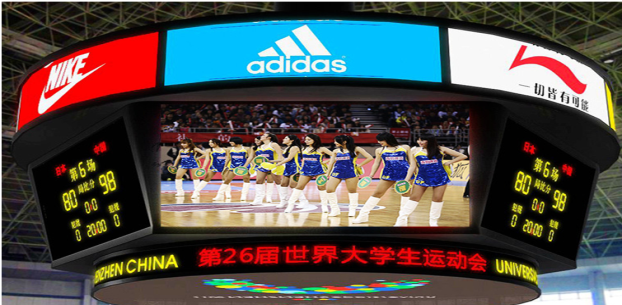 NIKE
adidas
一切皆有可能
日本 中国
第6场
80 局比分 98
0:0
0 20:00 0
日本 中国
第6场
80 局比分 98
0:0
0 20:00 0
ENZHEN CHINA 第26届世界大学生运动会 UNIVERS